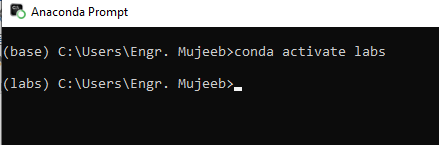 Anaconda Prompt
(base) C:\Users\Engr. Mujeeb>conda activate labs
(labs) C:\Users\Engr. Mujeeb>